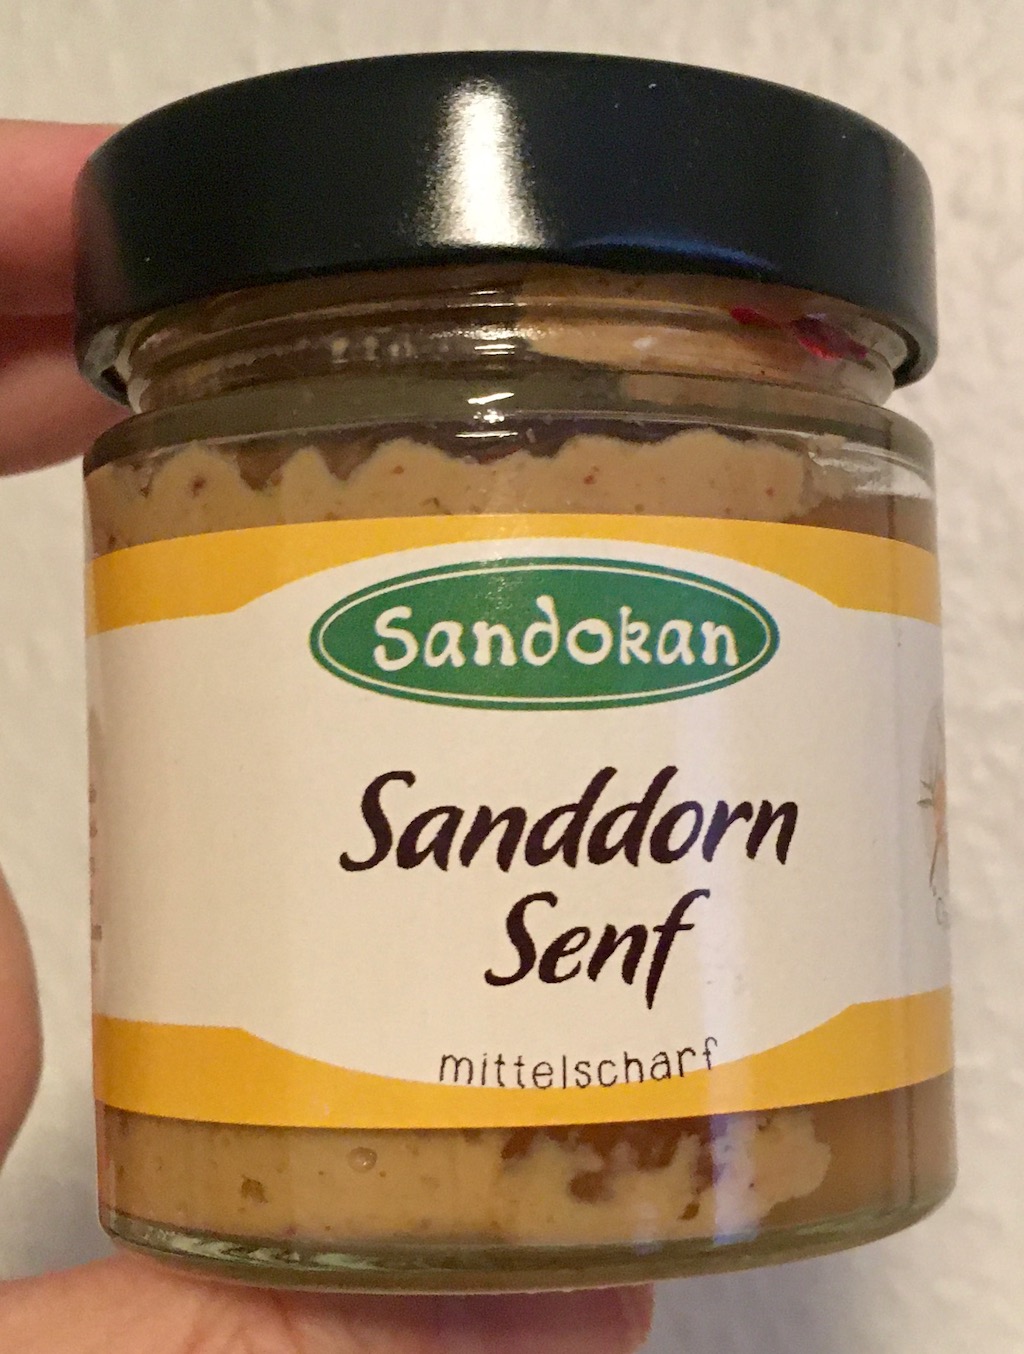 Sandokan
Sanddorn
Senf
mittelscharf